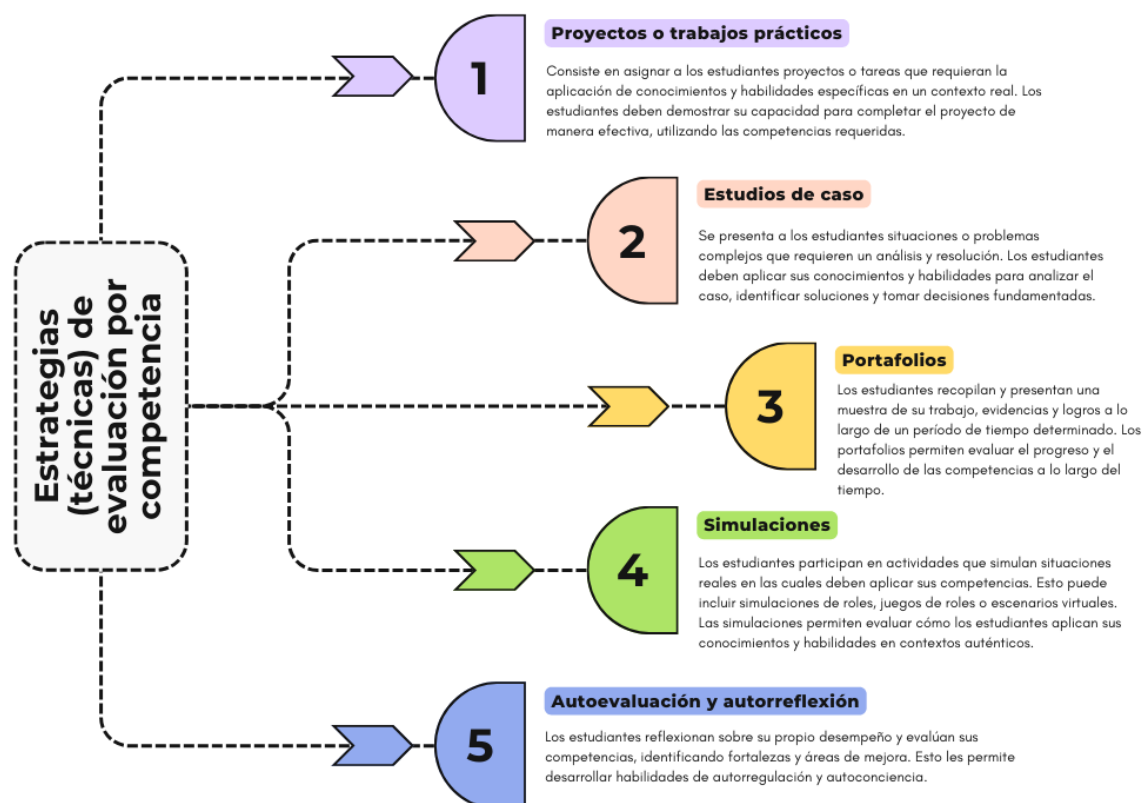 Estrategias
(técnicas) de
evaluación por
competencia
1
Proyectos o trabajos prácticos
Consiste en asignar a los estudiantes proyectos o tareas que requieran la
aplicación de conocimientos y habilidades específicas en un contexto real. Los
estudiantes deben demostrar su capacidad para completar el proyecto de
manera efectiva, utilizando las competencias requeridas.
2
Estudios de caso
Se presenta a los estudiantes situaciones o problemas
complejos que requieren un análisis y resolución. Los estudiantes
deben aplicar sus conocimientos y habilidades para analizar el
caso, identificar soluciones y tomar decisiones fundamentadas.
3
Portafolios
Los estudiantes recopilan y presentan una
muestra de su trabajo, evidencias y logros a lo
largo de un período de tiempo determinado. Los
portafolios permiten evaluar el progreso y el
desarrollo de las competencias a lo largo del
tiempo.
4
Simulaciones
Los estudiantes participan en actividades que simulan situaciones
reales en las cuales deben aplicar sus competencias. Esto puede
incluir simulaciones de roles, juegos de roles o escenarios virtuales.
Las simulaciones permiten evaluar cómo los estudiantes aplican sus
conocimientos y habilidades en contextos auténticos.
5
Autoevaluación y autorreflexión
Los estudiantes reflexionan sobre su propio desempeño y evalúan sus
competencias, identificando fortalezas y áreas de mejora. Esto les permite
desarrollar habilidades de autorregulación y autoconciencia.